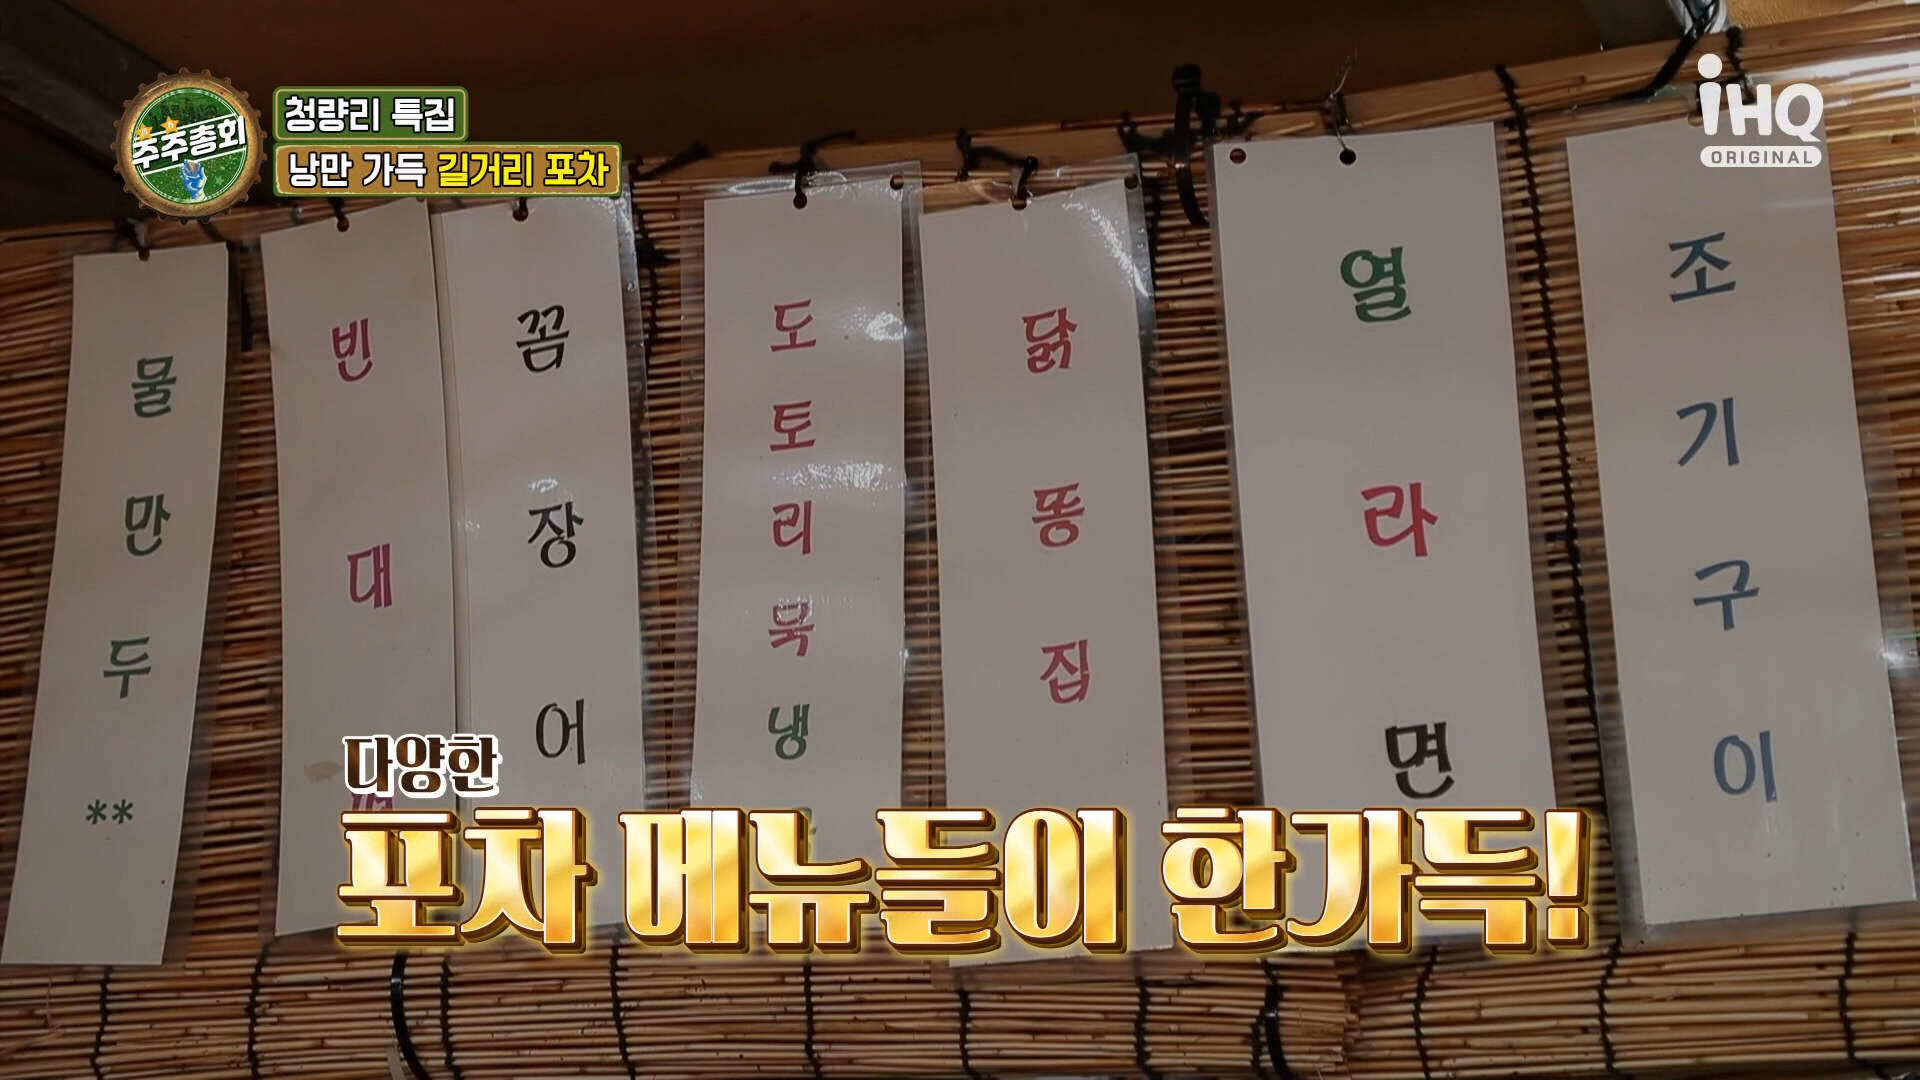 주주총회
청량리 특집
낭만 가득 길거리 포차
iHQ
ORIGINAL
물만두**
빈대
꼼장어
도토리묵냉
닭똥집
열라면
조기구이
다양한
포차 메뉴들이 한가득!